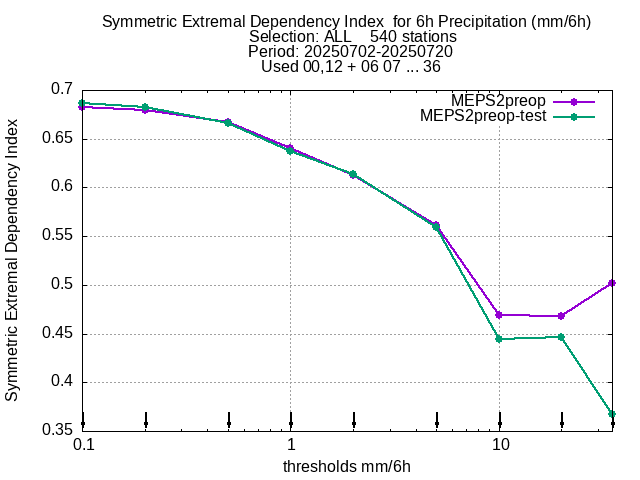 Symmetric Extremal Dependency Index  for 6h Precipitation (mm/6h)
Selection: ALL    540 stations
Period: 20250702-20250720
Used 00,12 + 06 07 ... 36
MEPS2preop
MEPS2preop-test
Symmetric Extremal Dependency Index
0.7
0.65
0.6
0.55
0.5
0.45
0.4
0.35
0.1 1 10
thresholds mm/6h